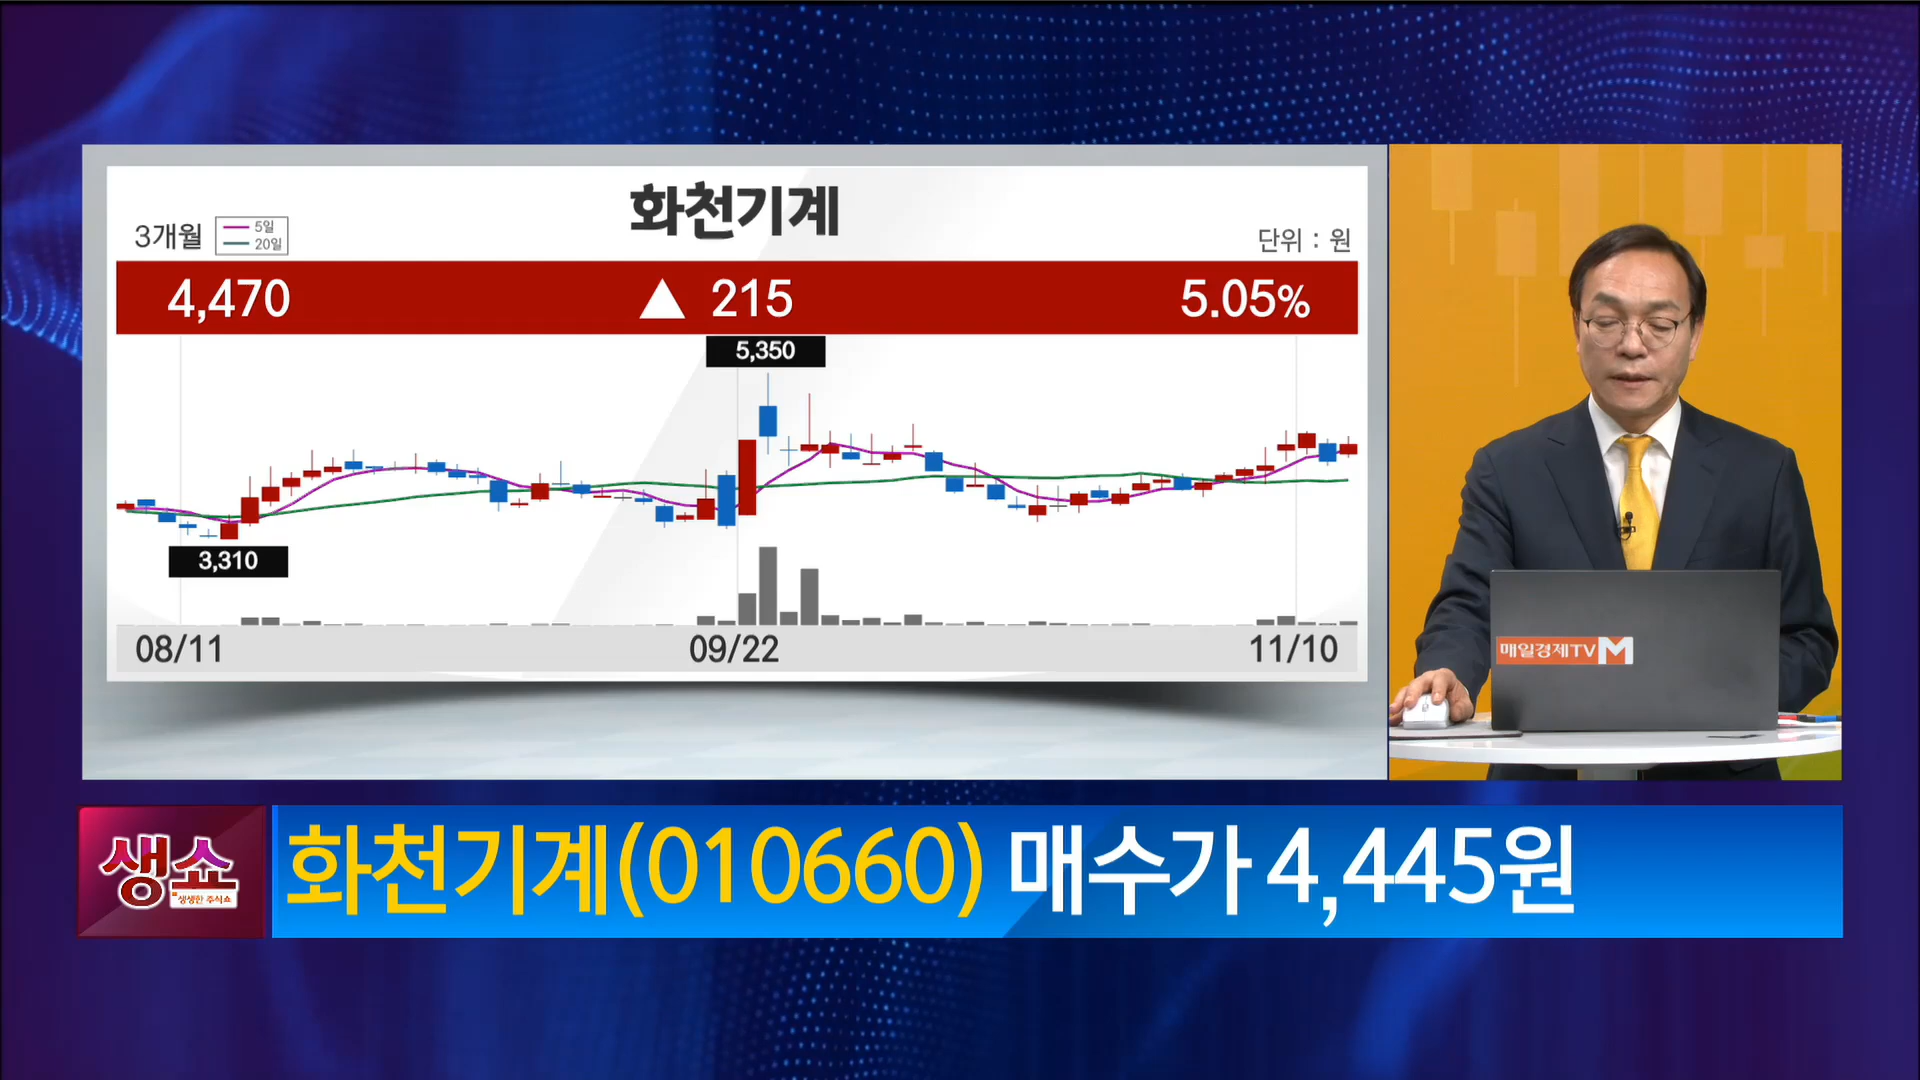 화천기계
3개월
5일
20일
단위 : 원
4,470 ▲ 215 5.05%
5,350
3,310
08/11 09/22 11/10
매일경제TV M
생쇼
생생한 주식쇼
화천기계(010660) 매수가 4,445원